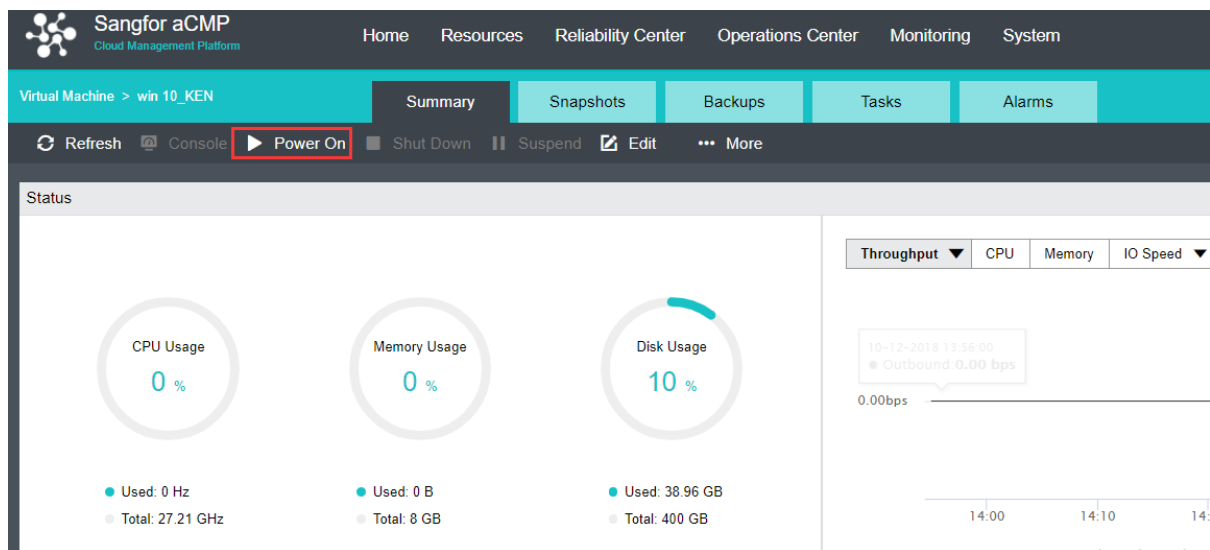 Sangfor aCMP
Cloud Management Platform
Home Resources Reliability Center Operations Center Monitoring System
Virtual Machine > win 10_KEN
Summary Snapshots Backups Tasks Alarms
Refresh Console Power On Shut Down Suspend Edit ••• More
Status
Throughput CPU Memory IO Speed
CPU Usage
0 %
Memory Usage
0 %
Disk Usage
10 %
10-12-2018 13:56:00
Outbound:0.00 bps
0.00bps
Used: 0 Hz
Total: 27.21 GHz
Used: 0 B
Total: 8 GB
Used: 38.96 GB
Total: 400 GB
14:00 14:10 14: